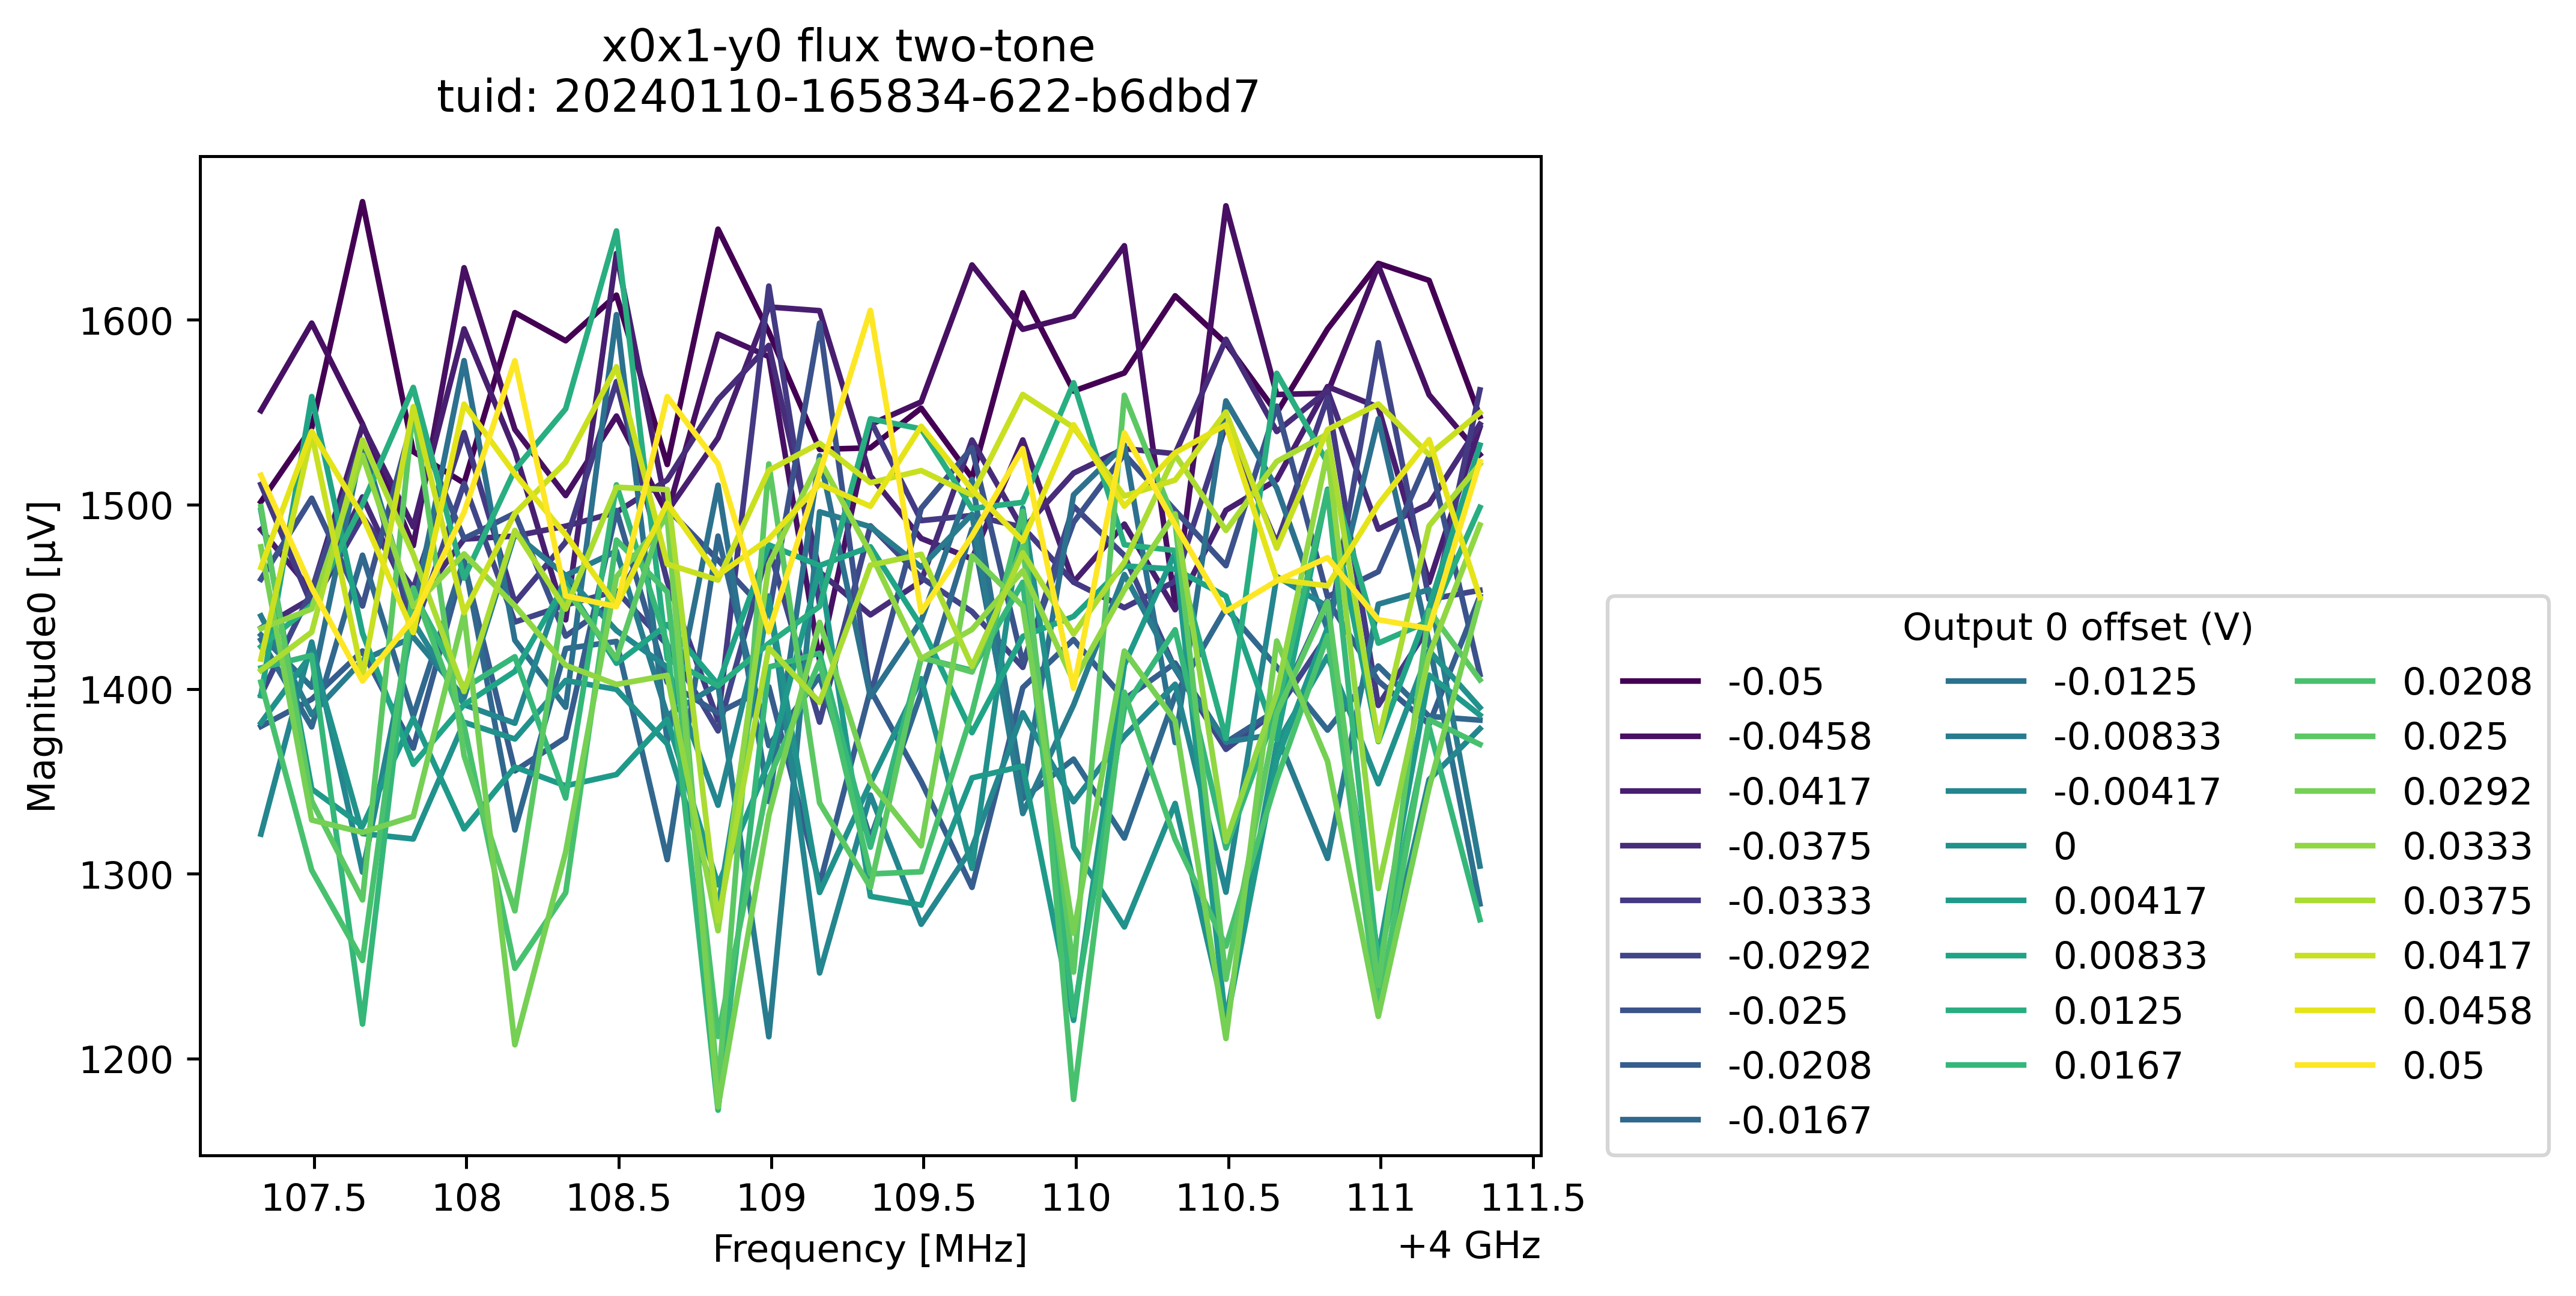 x0x1-y0 flux two-tone
tuid: 20240110-165834-622-b6dbd7
Magnitude0 [µV]
1600
1500
1400
1300
1200
107.5 108 108.5 109 109.5 110 110.5 111 111.5
Frequency [MHz]
+4 GHz
Output 0 offset (V)
-0.05 -0.0125 0.0208
-0.0458 -0.00833 0.025
-0.0417 -0.00417 0.0292
-0.0375 0 0.0333
-0.0333 0.00417 0.0375
-0.0292 0.00833 0.0417
-0.025 0.0125 0.0458
-0.0208 0.0167 0.05
-0.0167